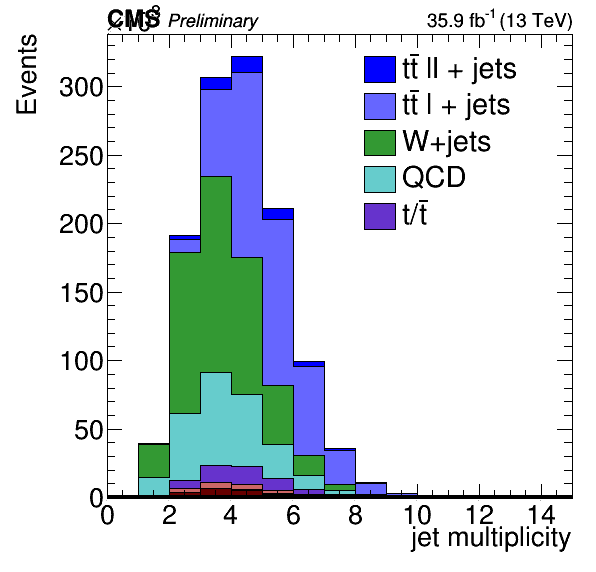 CMS Preliminary 35.9 fb⁻¹ (13 TeV)
Events
tt̄ ll + jets
tt̄ l + jets
W+jets
QCD
t/t̄
300
250
200
150
100
50
0
0 2 4 6 8 10 12 14
jet multiplicity